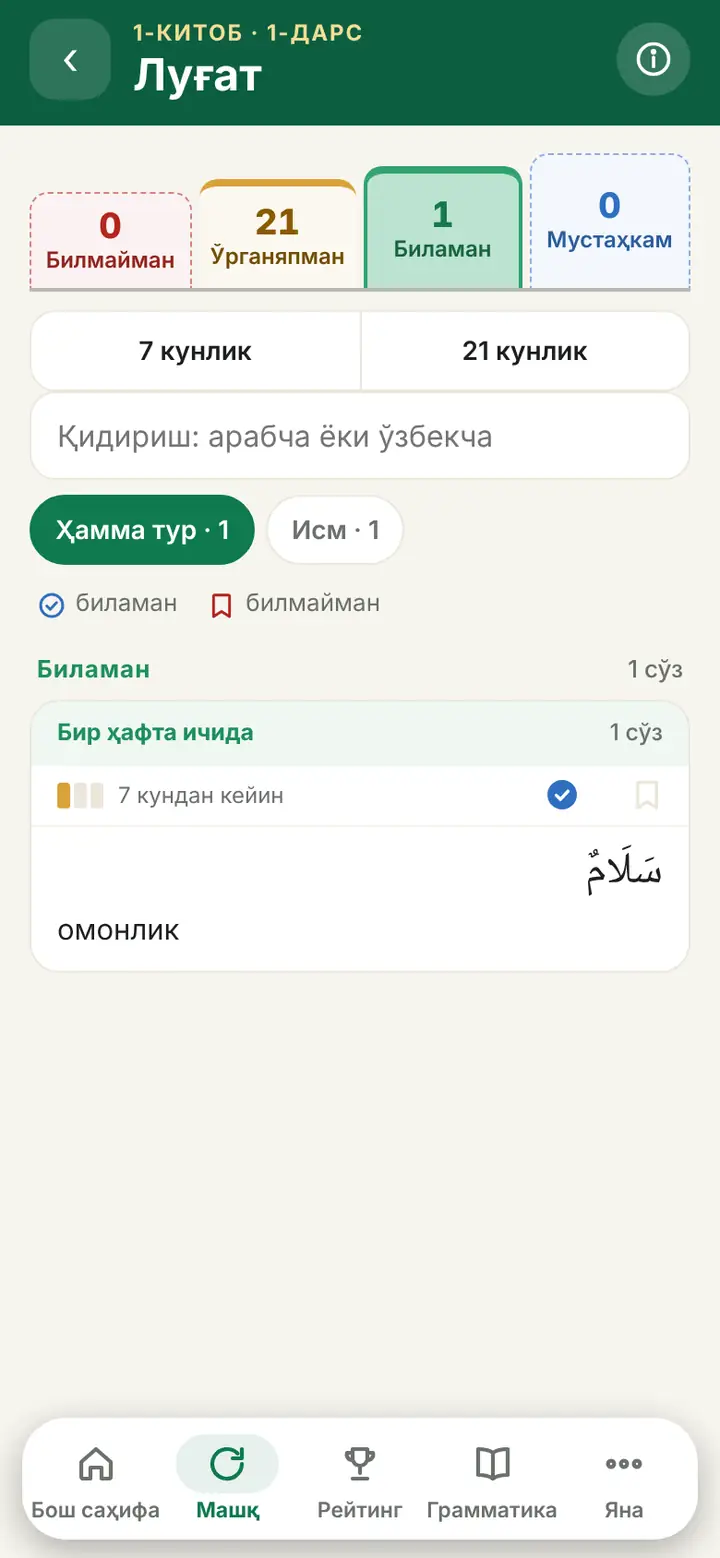 1-КИТОБ · 1-ДАРС
Луғат
0
Билмайман
21
Ўрганяпман
1
Биламан
0
Мустаҳкам
7 кунлик
21 кунлик
Қидириш: арабча ёки ўзбекча
Ҳамма тур · 1
Исм · 1
биламан
билмайман
Биламан
1 сўз
Бир ҳафта ичида
1 сўз
7 кундан кейин
سَلَامٌ
омонлик
Бош саҳифа
Машқ
Рейтинг
Грамматика
Яна